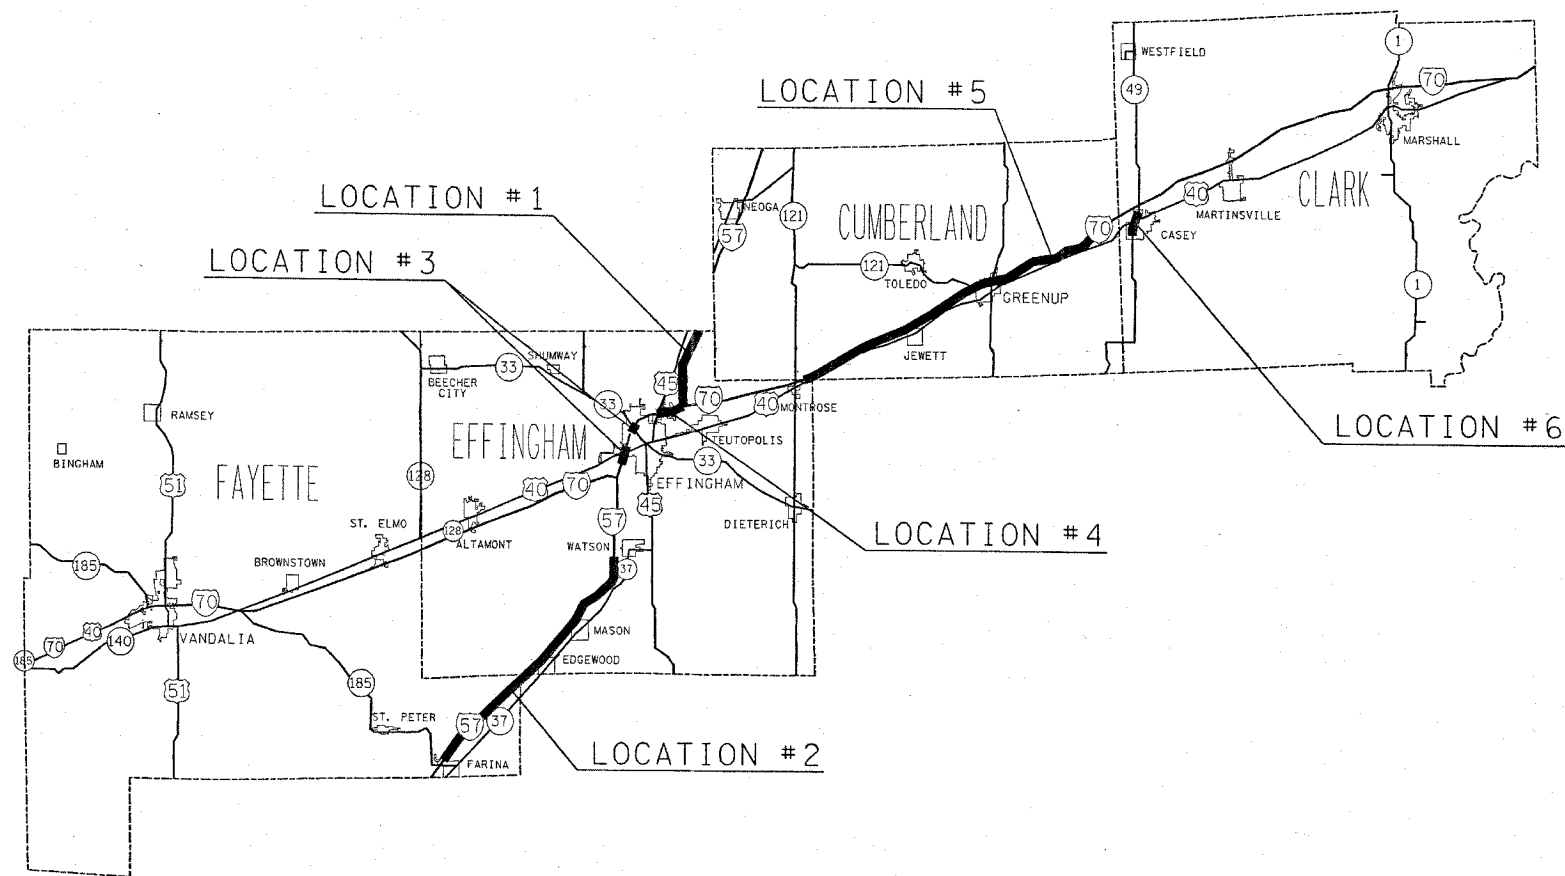 1
WESTFIELD
70
LOCATION #5
49
MARSHALL
LOCATION #1
NEOGA
121
57
CUMBERLAND
40
MARTINSVILLE
CLARK
70
CASEY
LOCATION #3
121
TOLEDO
GREENUP
1
SHUMWAY
33
BEECHER
CITY
JEWETT
45
70
33
40
MONTROSE
RAMSEY
EFFINGHAM
TEUTOPOLIS
LOCATION #6
BINGHAM
FAYETTE
128
33
51
40
70
EFFINGHAM
45
DIETERICH
ST. ELMO
128
ALTAMONT
57
LOCATION #4
WATSON
BROWNSTOWN
185
37
70
40
140
VANDALIA
MASON
70
185
EDGEWOOD
51
185
ST. PETER
57
37
LOCATION #2
FARINA